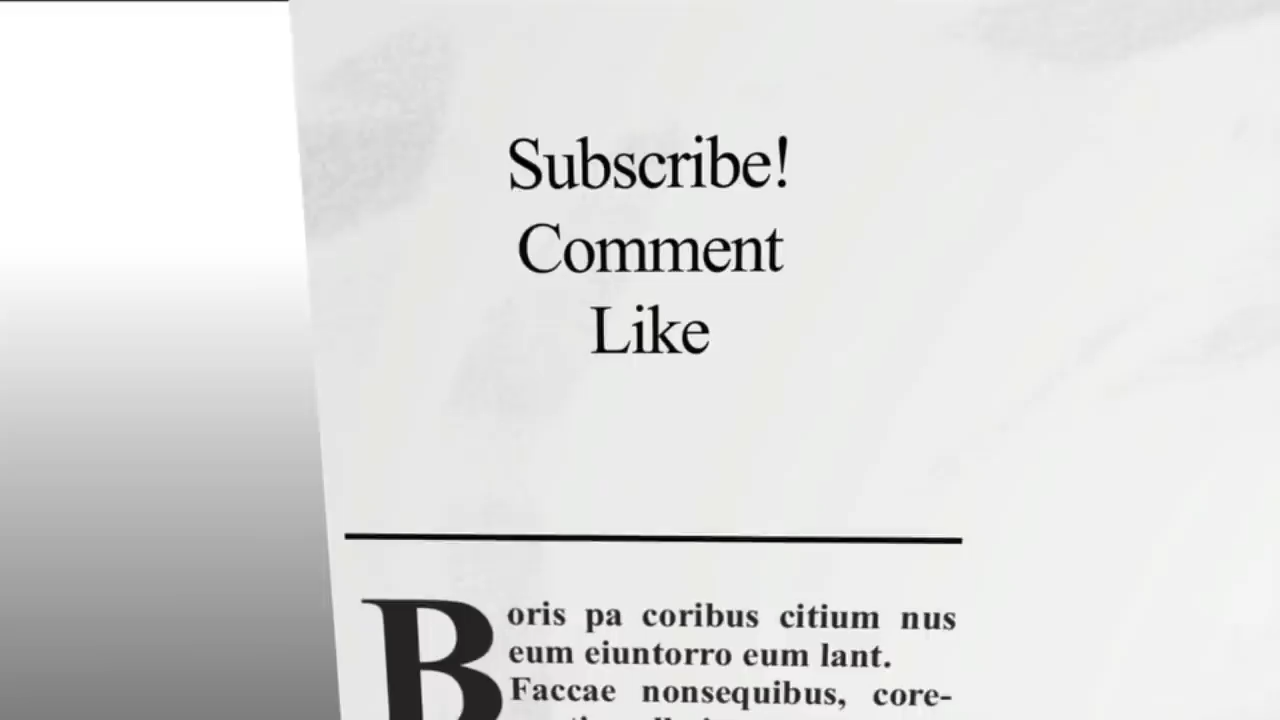 Subscribe!
Comment
Like
Boris pa coribus citium nus
eum eiuntorro eum lant.
Faccae nonsequibus, core-